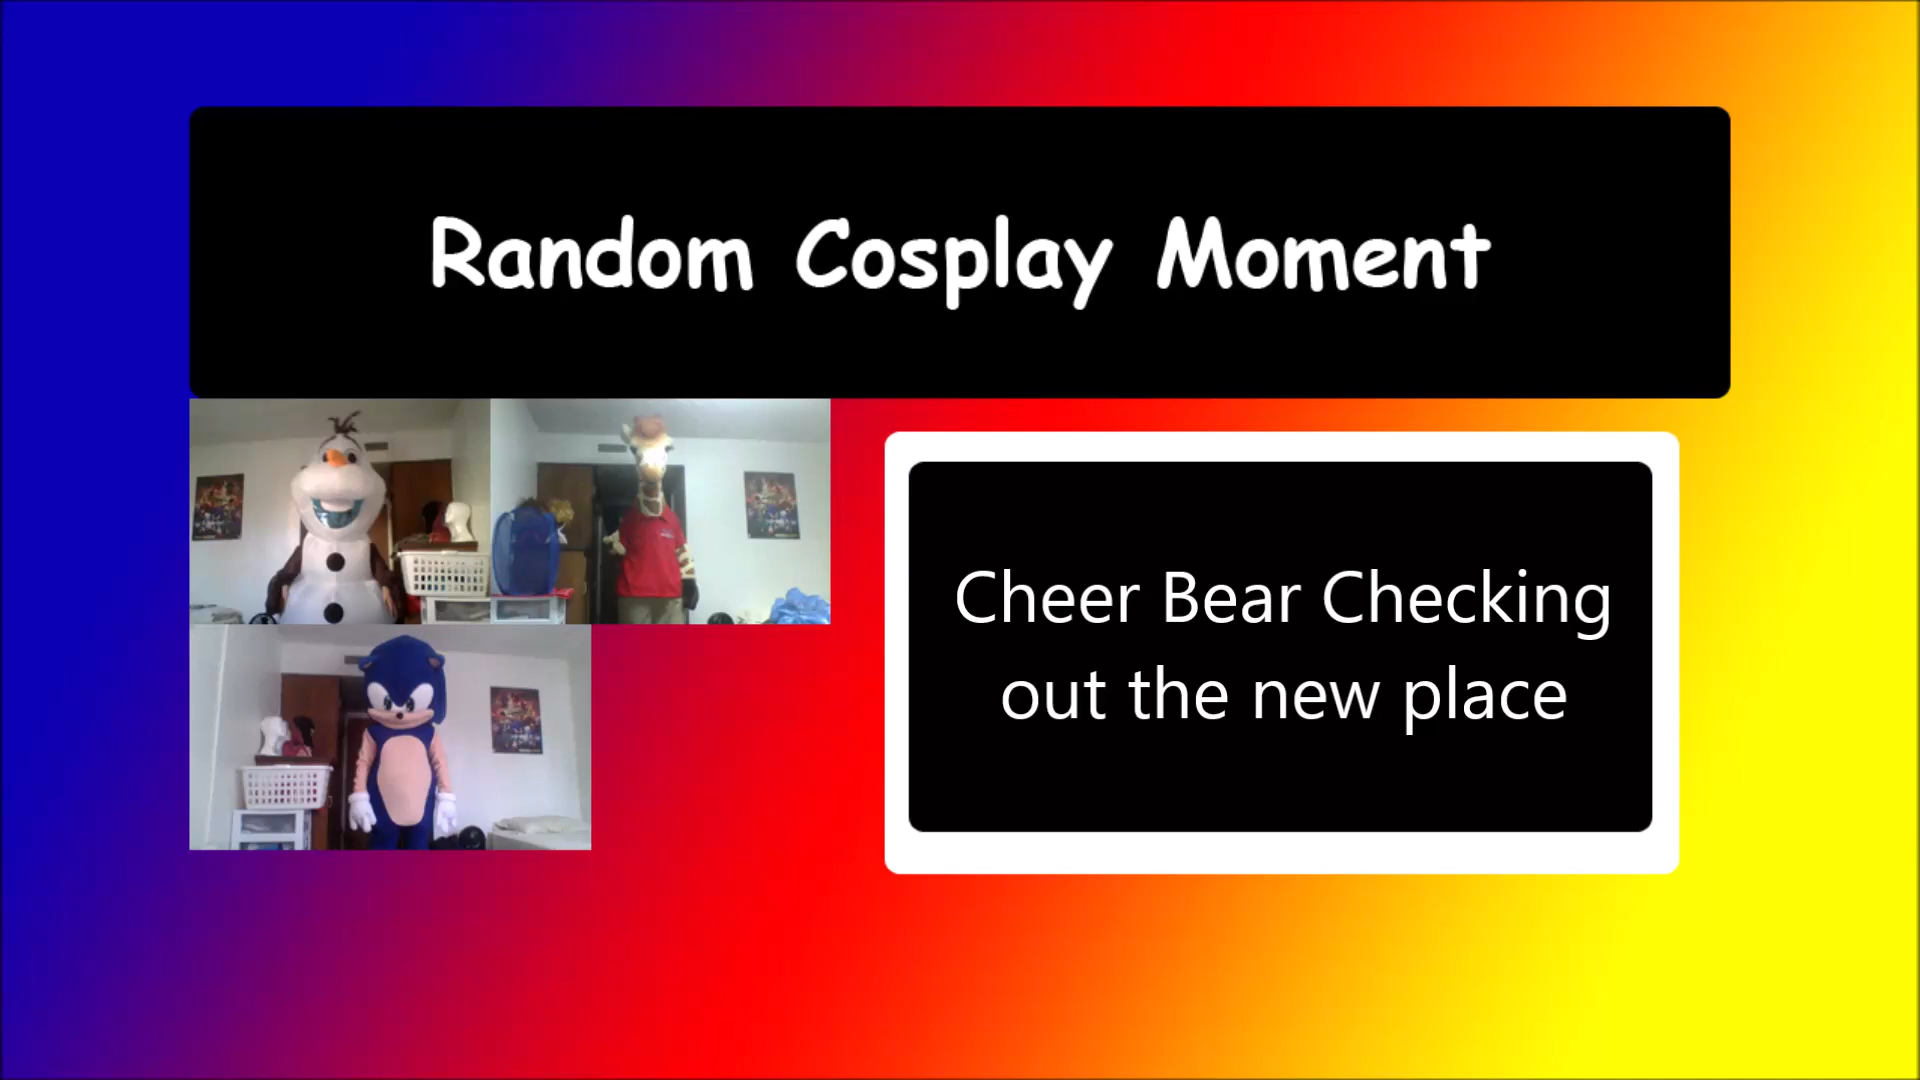 Random Cosplay Moment
Cheer Bear Checking
out the new place